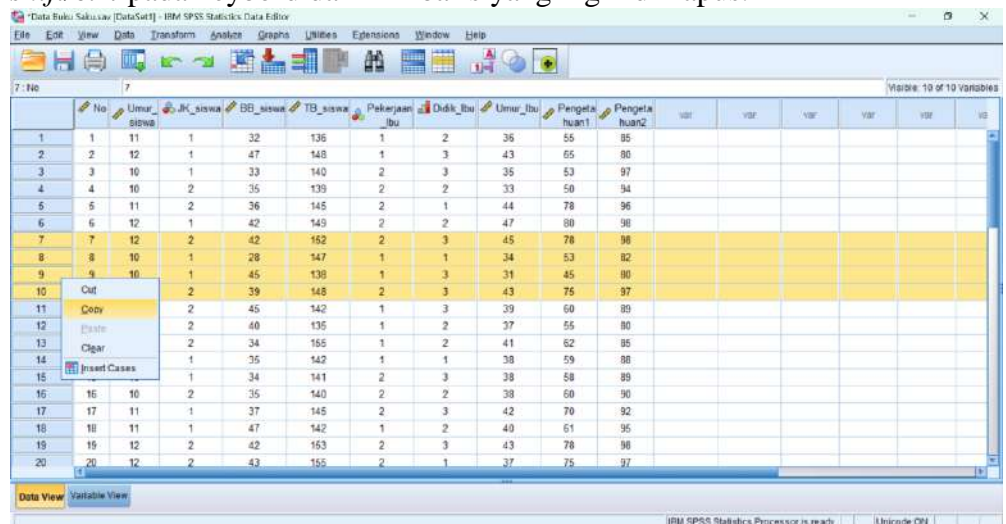 *Data Buku Saku.sav [DataSet1] - IBM SPSS Statistics Data Editor
File Edit View Data Transform Analyze Graphs Utilities Extensions Window Help
7 : No 7 Visible: 10 of 10 Variables
No Umur_siswa JK_siswa BB_siswa TB_siswa Pekerjaan_Ibu Didik_Ibu Umur_Ibu Pengetahuan1 Pengetahuan2 var var var var var
1 1 11 1 32 136 1 2 36 55 85
2 2 12 1 47 148 1 3 43 65 80
3 3 10 1 33 140 2 3 35 53 97
4 4 10 2 35 139 2 2 33 50 94
5 5 11 2 36 145 2 1 44 78 96
6 6 12 1 42 149 2 2 47 80 98
7 7 12 2 42 152 2 3 45 78 98
8 8 10 1 28 147 1 1 34 53 82
9 9 10 1 45 138 1 3 31 45 80
10 Cut 2 39 148 2 3 43 75 97
11 Copy 2 45 142 1 3 39 60 89
12 Paste 2 40 135 1 2 37 55 80
13 Clear 2 34 155 1 2 41 62 85
14 1 35 142 1 1 38 59 88
15 Insert Cases 1 34 141 2 3 38 58 89
16 16 10 2 35 140 2 2 38 60 90
17 17 11 1 37 145 2 3 42 70 92
18 18 11 1 47 142 1 2 40 61 95
19 19 12 2 42 153 2 3 43 78 98
20 20 12 2 43 155 2 1 37 75 97
Data View Variable View
IBM SPSS Statistics Processor is ready Unicode:ON